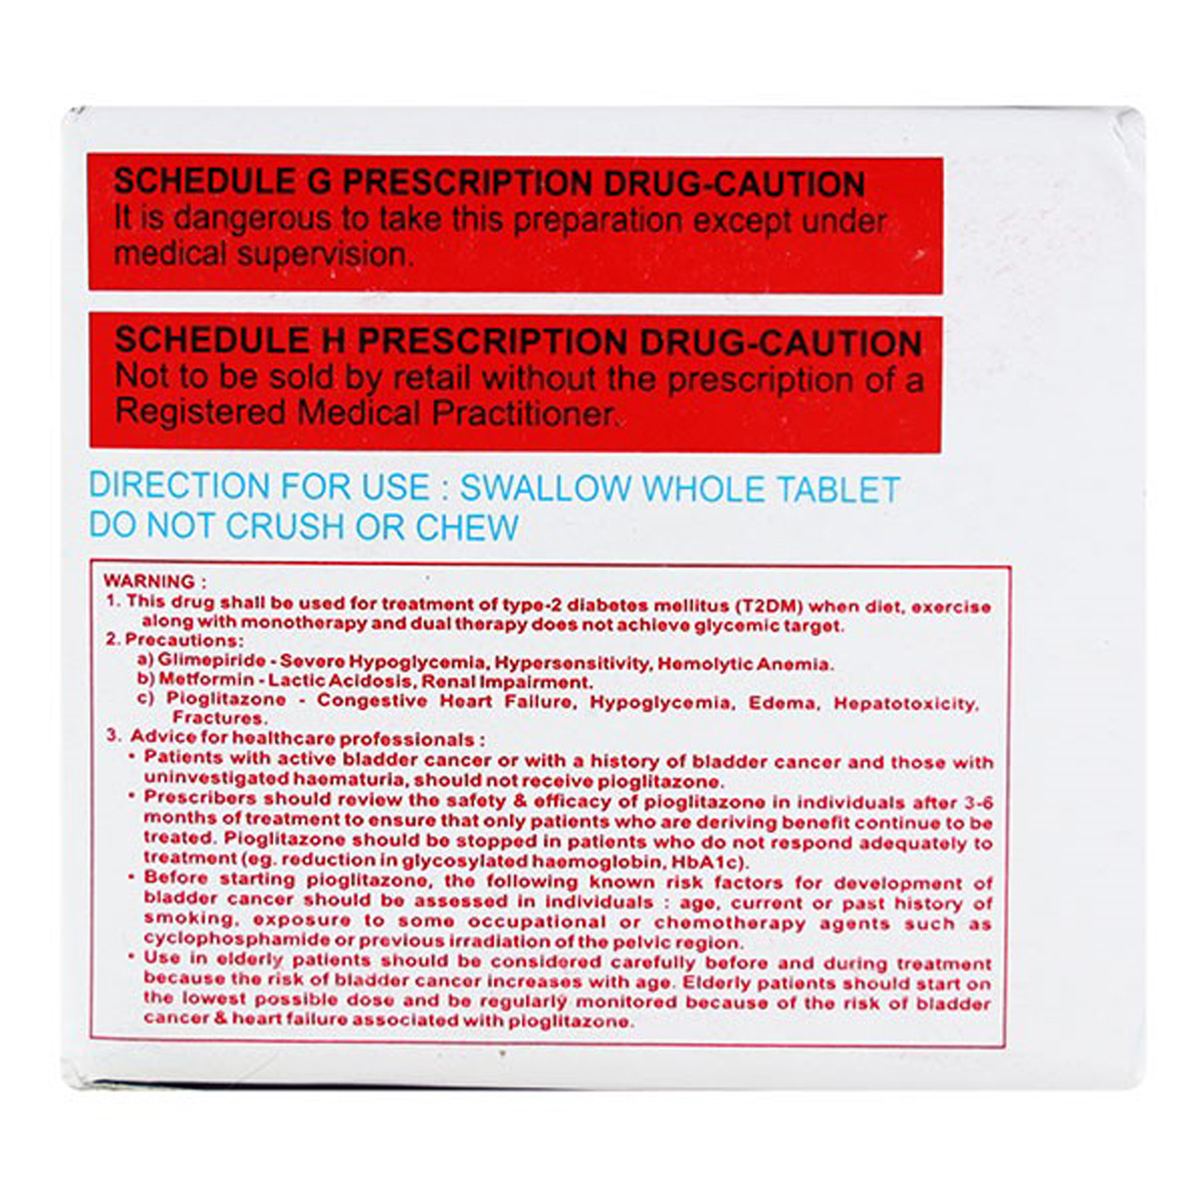 SCHEDULE G PRESCRIPTION DRUG-CAUTION
It is dangerous to take this preparation except under
medical supervision.
SCHEDULE H PRESCRIPTION DRUG-CAUTION
Not to be sold by retail without the prescription of a
Registered Medical Practitioner.
DIRECTION FOR USE : SWALLOW WHOLE TABLET
DO NOT CRUSH OR CHEW
WARNING :
1. This drug shall be used for treatment of type-2 diabetes mellitus (T2DM) when diet, exercise
along with monotherapy and dual therapy does not achieve glycemic target.
2. Precautions:
a) Glimepiride - Severe Hypoglycemia, Hypersensitivity, Hemolytic Anemia.
b) Metformin - Lactic Acidosis, Renal Impairment.
c) Pioglitazone - Congestive Heart Failure, Hypoglycemia, Edema, Hepatotoxicity,
Fractures.
3. Advice for healthcare professionals :
• Patients with active bladder cancer or with a history of bladder cancer and those with
uninvestigated haematuria, should not receive pioglitazone.
• Prescribers should review the safety & efficacy of pioglitazone in individuals after 3-6
months of treatment to ensure that only patients who are deriving benefit continue to be
treated. Pioglitazone should be stopped in patients who do not respond adequately to
treatment (eg. reduction in glycosylated haemoglobin, HbA1c).
• Before starting pioglitazone, the following known risk factors for development of
bladder cancer should be assessed in individuals : age, current or past history of
smoking, exposure to some occupational or chemotherapy agents such as
cyclophosphamide or previous irradiation of the pelvic region.
• Use in elderly patients should be considered carefully before and during treatment
because the risk of bladder cancer increases with age. Elderly patients should start on
the lowest possible dose and be regularly monitored because of the risk of bladder
cancer & heart failure associated with pioglitazone.